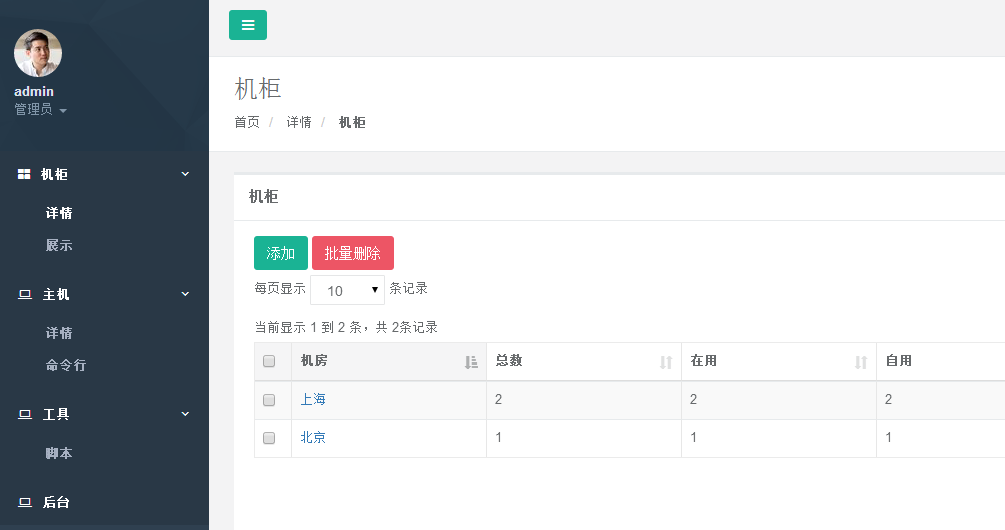 admin
管理员
机柜
详情
展示
主机
详情
命令行
工具
脚本
后台
机柜
首页 / 详情 / 机柜
机柜
添加 批量删除
每页显示 10 条记录
当前显示 1 到 2 条，共 2条记录
机房 总数 在用 自用
上海 2 2 2
北京 1 1 1